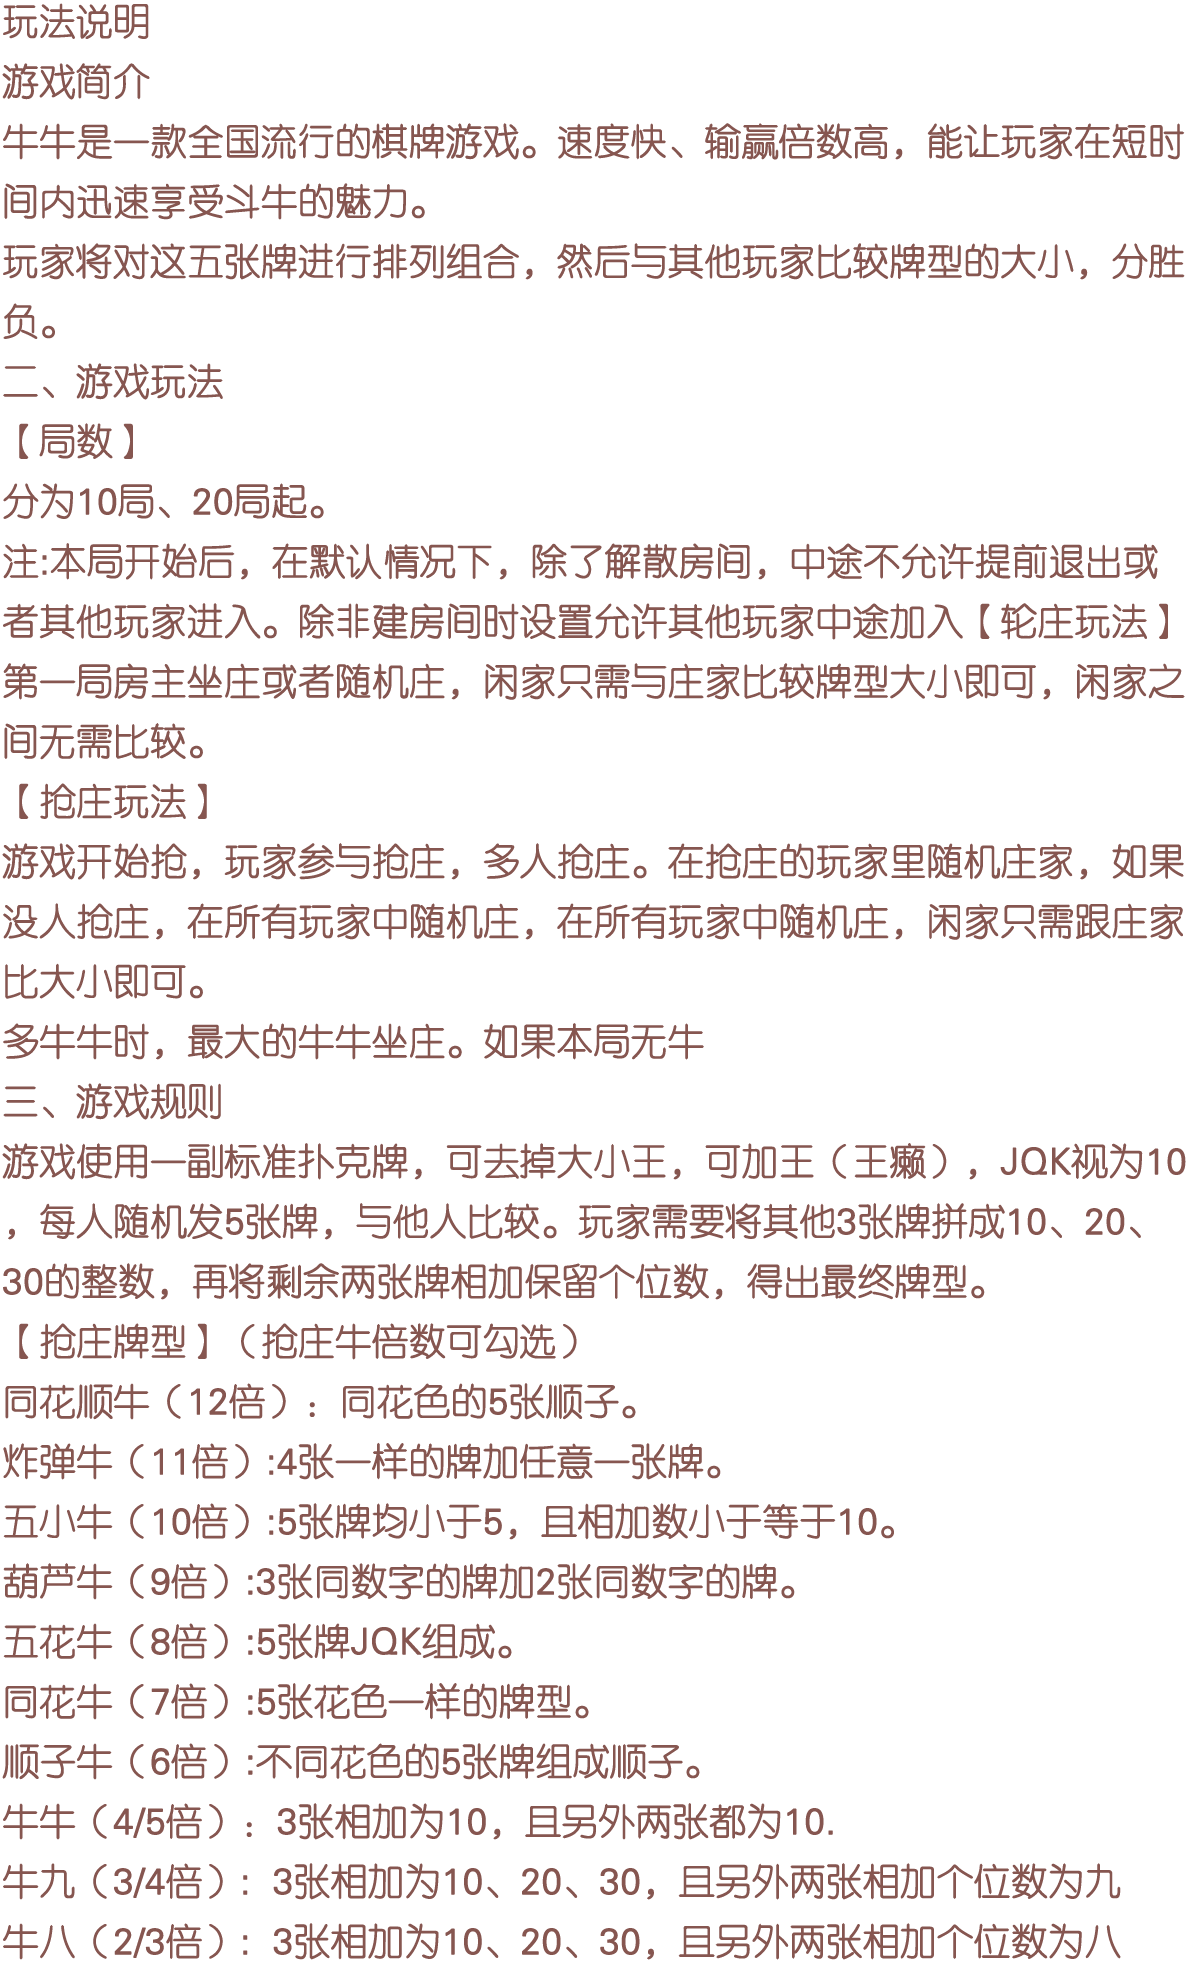 玩法说明
游戏简介
牛牛是一款全国流行的棋牌游戏。速度快、输赢倍数高，能让玩家在短时
间内迅速享受斗牛的魅力。
玩家将对这五张牌进行排列组合，然后与其他玩家比较牌型的大小，分胜
负。
二、游戏玩法
【局数】
分为10局、20局起。
注:本局开始后，在默认情况下，除了解散房间，中途不允许提前退出或
者其他玩家进入。除非建房间时设置允许其他玩家中途加入【轮庄玩法】
第一局房主坐庄或者随机庄，闲家只需与庄家比较牌型大小即可，闲家之
间无需比较。
【抢庄玩法】
游戏开始抢，玩家参与抢庄，多人抢庄。在抢庄的玩家里随机庄家，如果
没人抢庄，在所有玩家中随机庄，在所有玩家中随机庄，闲家只需跟庄家
比大小即可。
多牛牛时，最大的牛牛坐庄。如果本局无牛
三、游戏规则
游戏使用一副标准扑克牌，可去掉大小王，可加王（王癞），JQK视为10
，每人随机发5张牌，与他人比较。玩家需要将其他3张牌拼成10、20、
30的整数，再将剩余两张牌相加保留个位数，得出最终牌型。
【抢庄牌型】（抢庄牛倍数可勾选）
同花顺牛（12倍）：同花色的5张顺子。
炸弹牛（11倍）:4张一样的牌加任意一张牌。
五小牛（10倍）:5张牌均小于5，且相加数小于等于10。
葫芦牛（9倍）:3张同数字的牌加2张同数字的牌。
五花牛（8倍）:5张牌JQK组成。
同花牛（7倍）:5张花色一样的牌型。
顺子牛（6倍）:不同花色的5张牌组成顺子。
牛牛（4/5倍）：3张相加为10，且另外两张都为10.
牛九（3/4倍）：3张相加为10、20、30，且另外两张相加个位数为九
牛八（2/3倍）：3张相加为10、20、30，且另外两张相加个位数为八